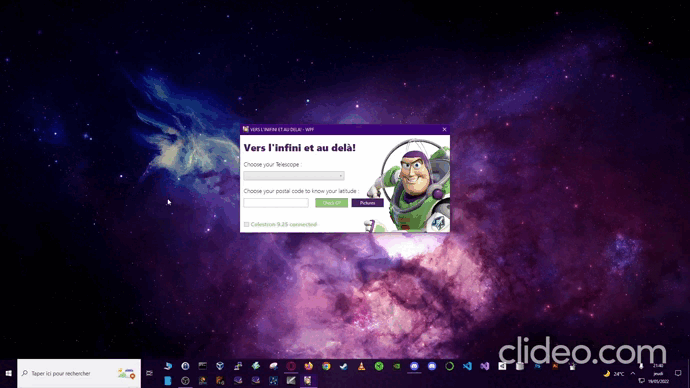 VERS L'INFINI ET AU DELA! - WPF
Vers l'infini et au delà!
Choose your Telescope :
Choose your postal code to know your latitude :
Check it?
Pictures
Celestron 9.25 connected
clideo.com
Taper ici pour rechercher
24°C
21:40
jeudi
19/05/2022